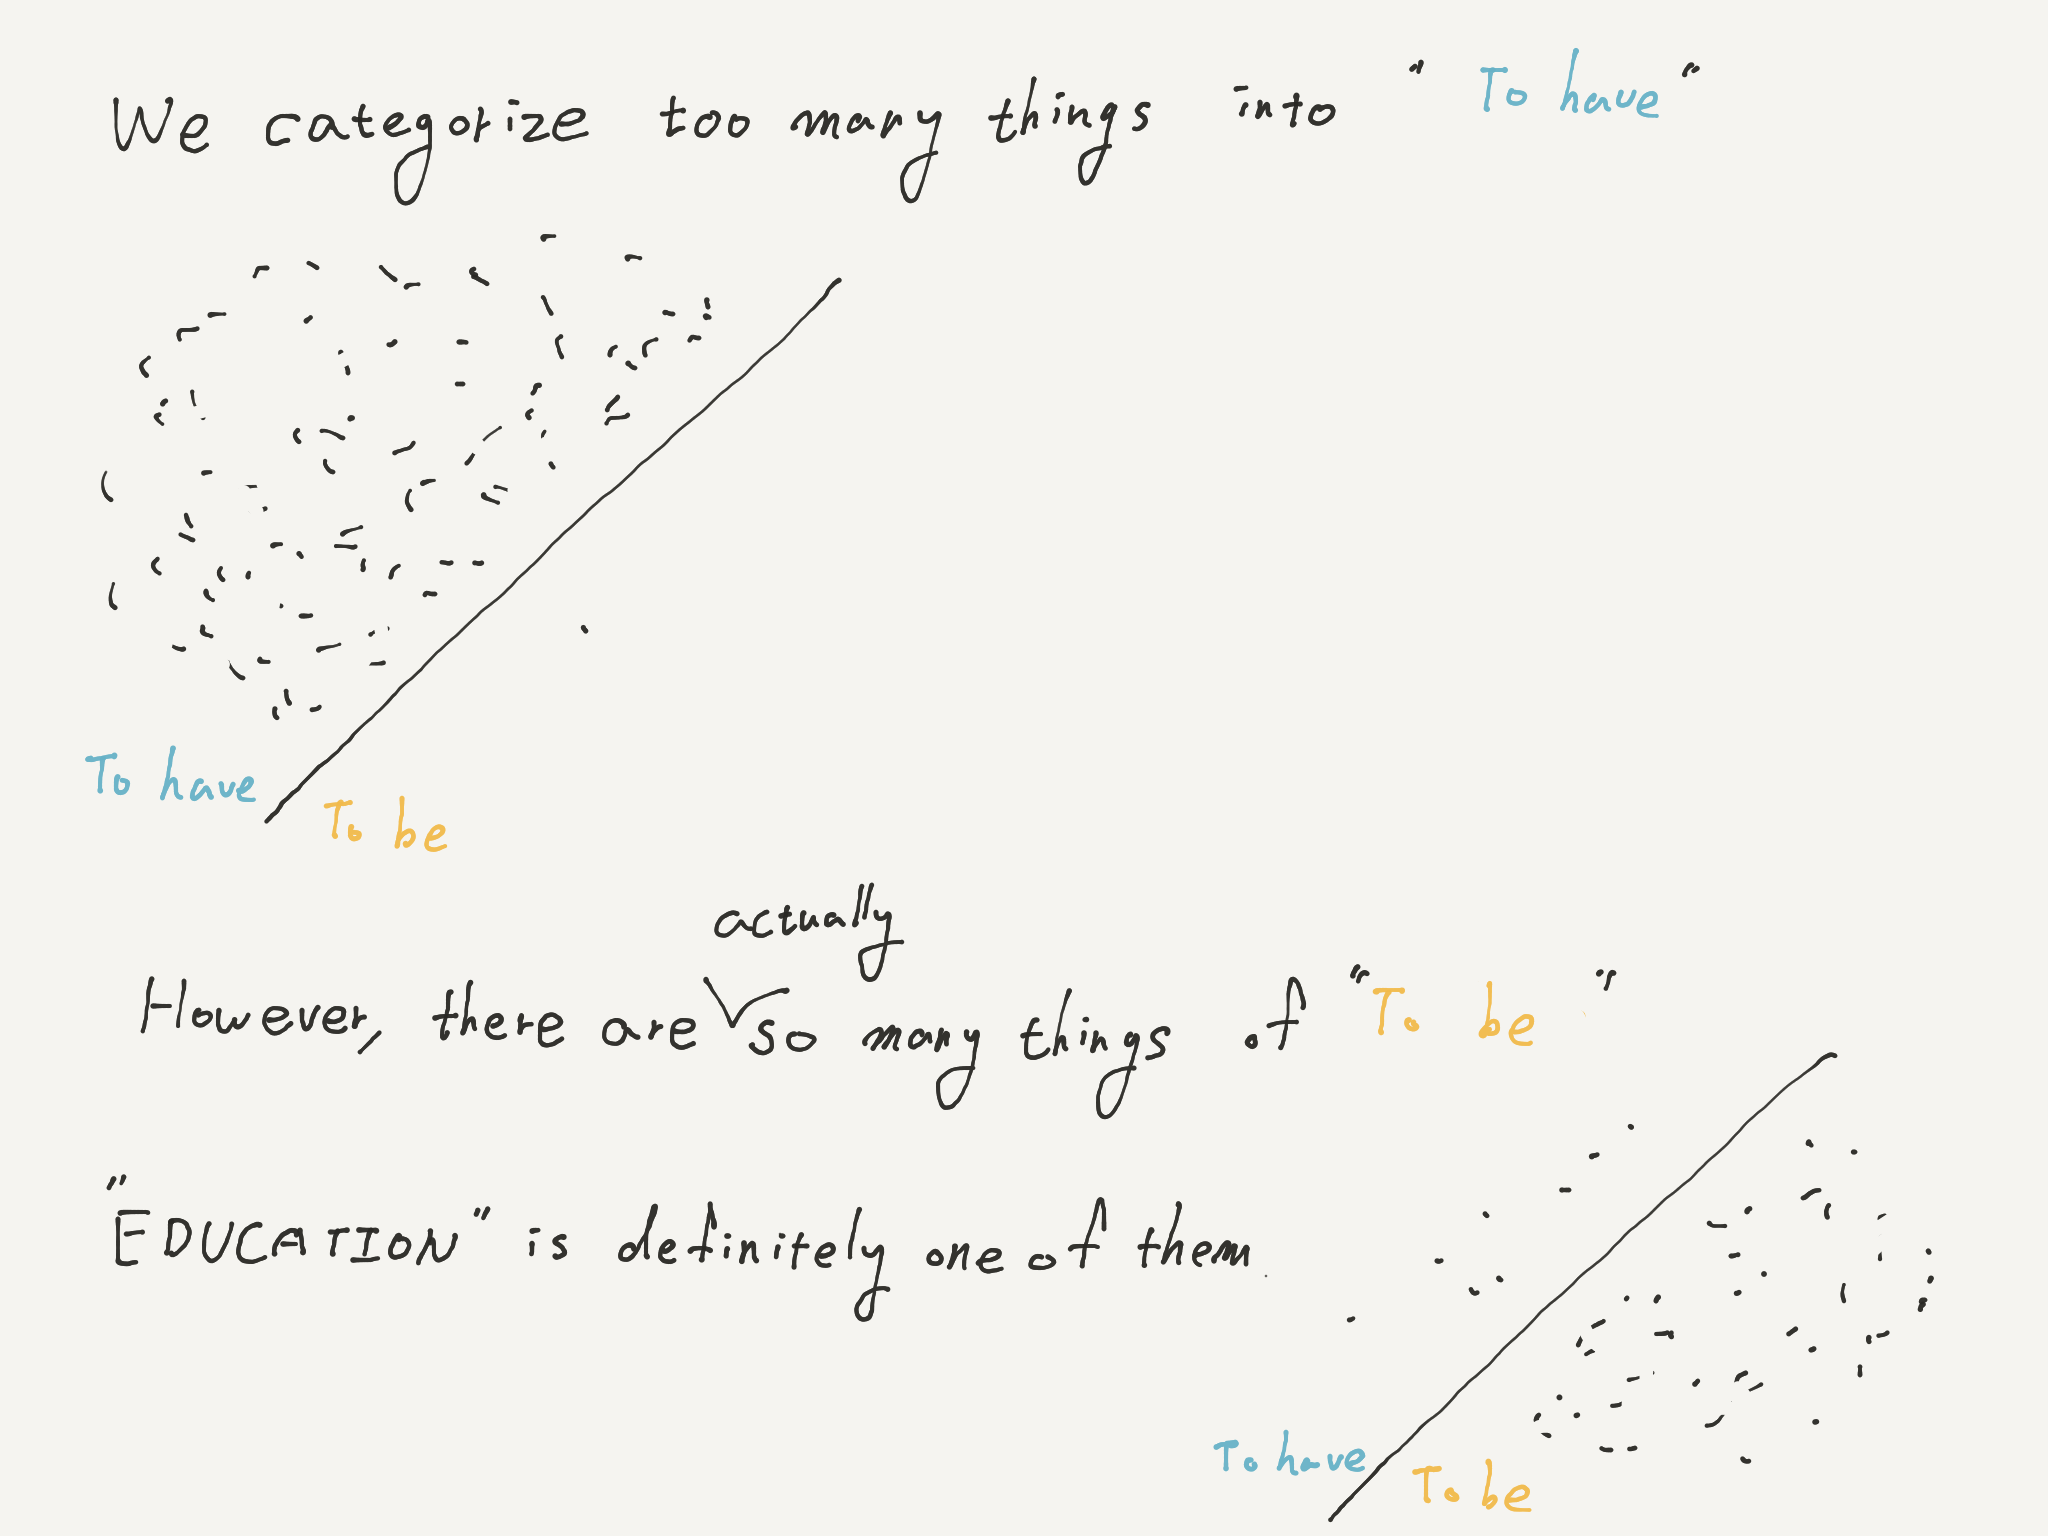 We categorize too many things into "To have"
To have
To be
actually
However, there are so many things of "To be"
"EDUCATION" is definitely one of them.
To have
To be